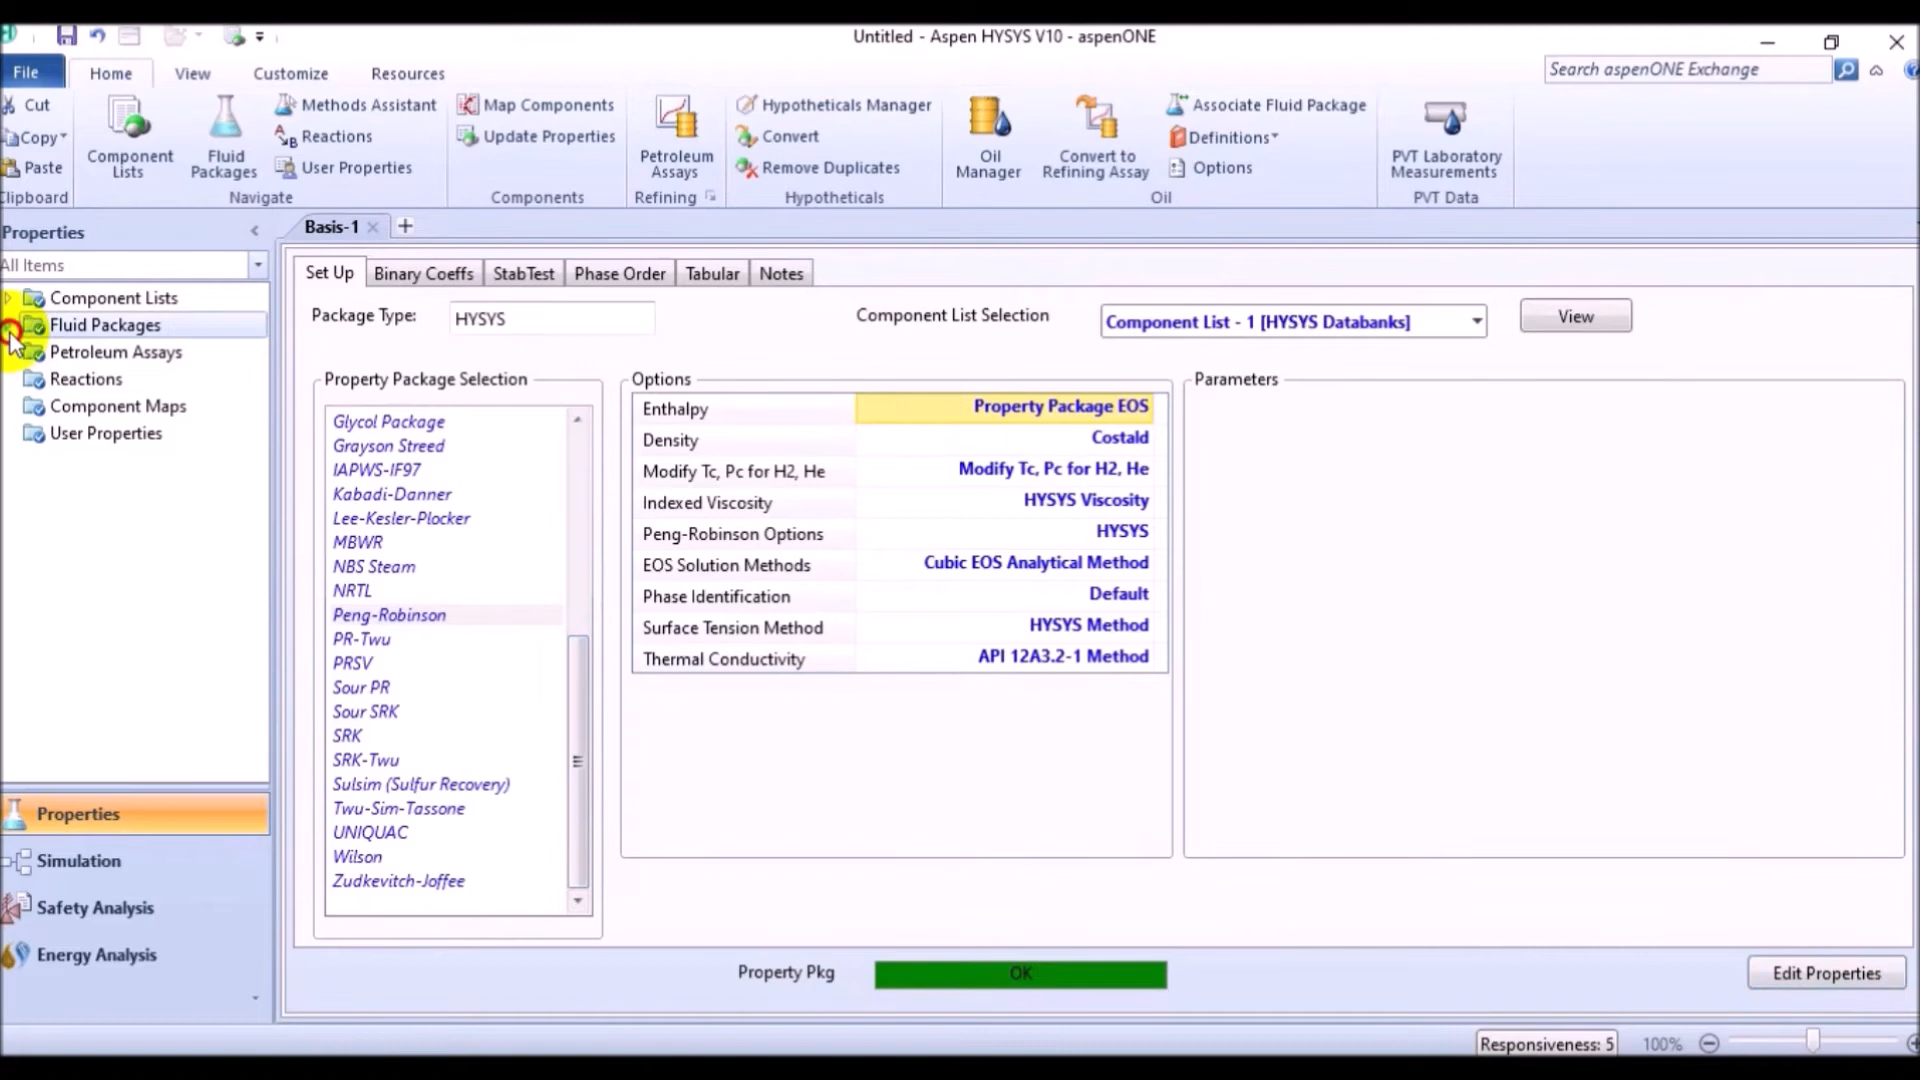 Untitled - Aspen HYSYS V10 - aspenONE
File
Home
View
Customize
Resources
Search aspenONE Exchange
Cut
Copy
Paste
Clipboard
Component Lists
Fluid Packages
Methods Assistant
Reactions
User Properties
Navigate
Map Components
Update Properties
Components
Petroleum Assays
Refining
Hypotheticals Manager
Convert
Remove Duplicates
Hypotheticals
Oil Manager
Convert to Refining Assay
Associate Fluid Package
Definitions
Options
Oil
PVT Laboratory Measurements
PVT Data
Properties
All Items
Component Lists
Fluid Packages
Petroleum Assays
Reactions
Component Maps
User Properties
Properties
Simulation
Safety Analysis
Energy Analysis
Basis-1
Set Up
Binary Coeffs
StabTest
Phase Order
Tabular
Notes
Package Type: HYSYS
Component List Selection
Component List - 1 [HYSYS Databanks]
View
Property Package Selection
Glycol Package
Grayson Streed
IAPWS-IF97
Kabadi-Danner
Lee-Kesler-Plocker
MBWR
NBS Steam
NRTL
Peng-Robinson
PR-Twu
PRSV
Sour PR
Sour SRK
SRK
SRK-Twu
Sulsim (Sulfur Recovery)
Twu-Sim-Tassone
UNIQUAC
Wilson
Zudkevitch-Joffee
Options
Enthalpy Property Package EOS
Density Costald
Modify Tc, Pc for H2, He Modify Tc, Pc for H2, He
Indexed Viscosity HYSYS Viscosity
Peng-Robinson Options HYSYS
EOS Solution Methods Cubic EOS Analytical Method
Phase Identification Default
Surface Tension Method HYSYS Method
Thermal Conductivity API 12A3.2-1 Method
Parameters
Property Pkg
OK
Edit Properties
Responsiveness: 5
100%